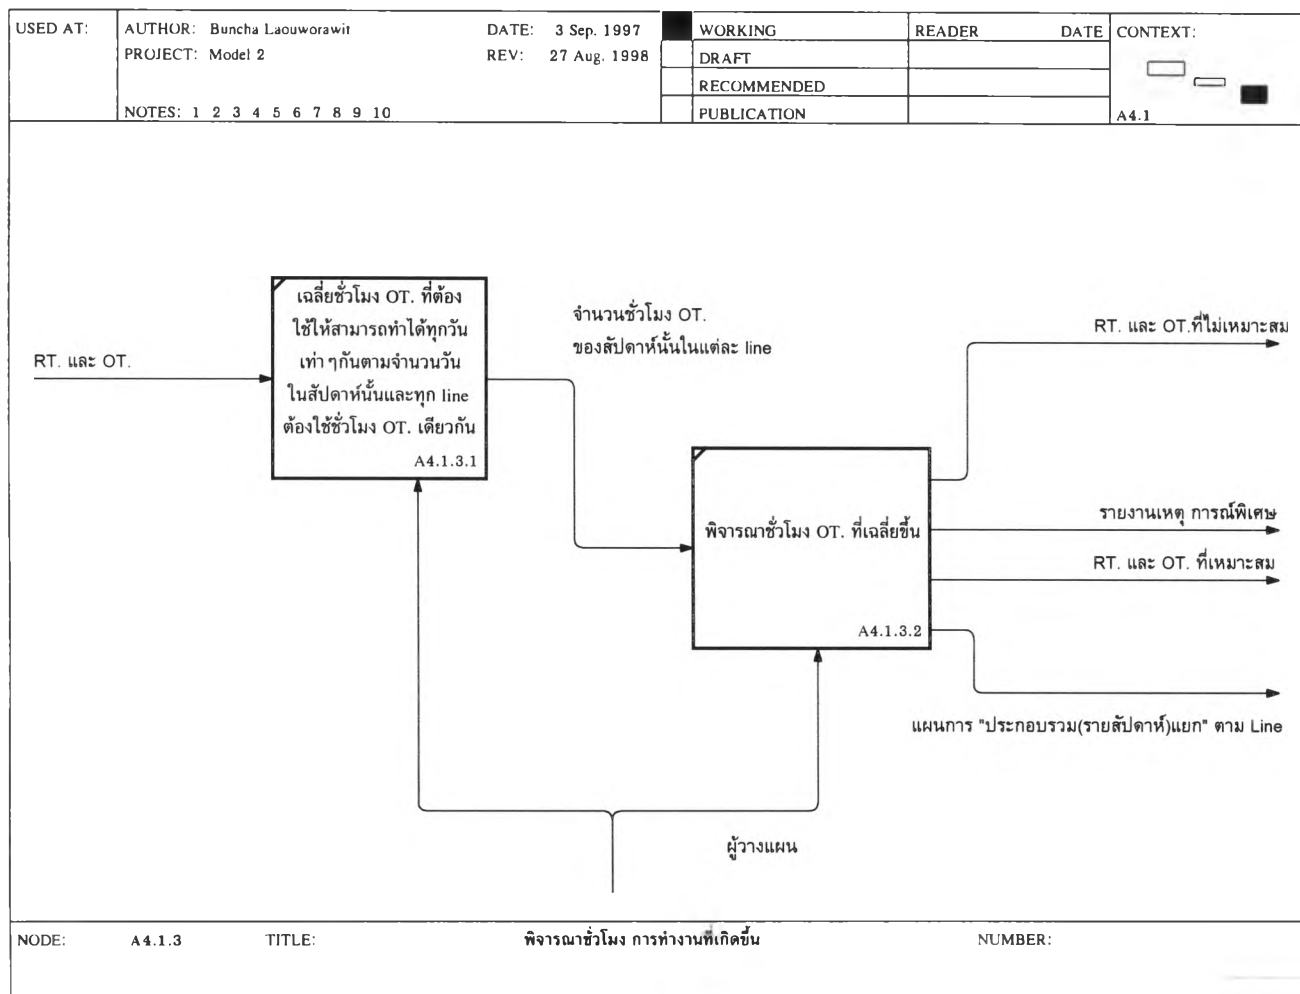 USED AT: AUTHOR: Buncha Laouworawit DATE: 3 Sep. 1997 WORKING READER DATE CONTEXT:
PROJECT: Model 2 REV: 27 Aug. 1998 DRAFT
RECOMMENDED
NOTES: 1 2 3 4 5 6 7 8 9 10 PUBLICATION A4.1
เฉลี่ยชั่วโมง OT. ที่ต้อง
ใช้ให้สามารถทำได้ทุกวัน
เท่า ๆกันตามจำนวนวัน
ในสัปดาห์นั้นและทุก line
ต้องใช้ชั่วโมง OT. เดียวกัน
A4.1.3.1
RT. และ OT.
จำนวนชั่วโมง OT.
ของสัปดาห์นั้นในแต่ละ line
RT. และ OT.ที่ไม่เหมาะสม
พิจารณาชั่วโมง OT. ที่เฉลี่ยขึ้น
A4.1.3.2
รายงานเหตุ การณ์พิเศษ
RT. และ OT. ที่เหมาะสม
แผนการ "ประกอบรวม(รายสัปดาห์)แยก" ตาม Line
ผู้วางแผน
NODE: A4.1.3 TITLE: พิจารณาชั่วโมง การทำงานที่เกิดขึ้น NUMBER: